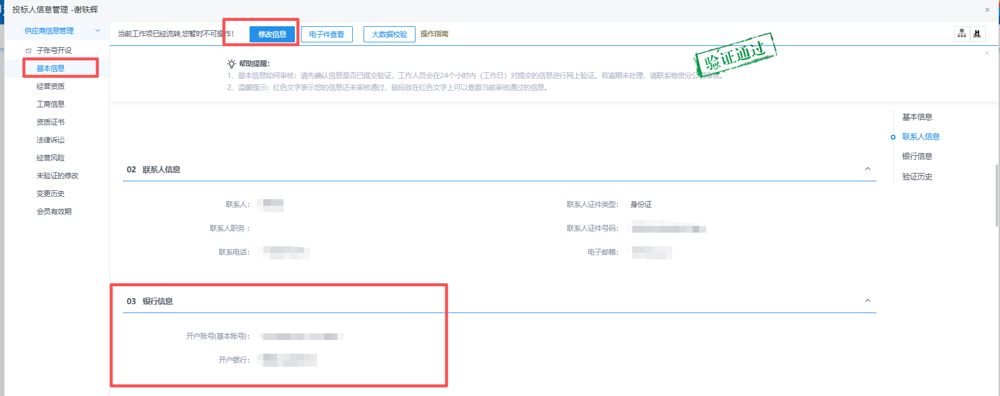 投标人信息管理 -谢轶辉
供应商信息管理
子账号开设
基本信息
经营资质
工商信息
资质证书
法律诉讼
经营风险
未验证的修改
变更历史
会员有效期
当前工作项已经流转,您暂时不可操作!
修改信息
电子件查看
大数据校验
操作指南
验证通过
帮助提醒：
1、基本信息如何审核：请先确认信息是否已提交验证，工作人员会在24个小时内（工作日）对提交的信息进行网上验证。若逾期未处理，请联系物资分公司审核。
2、温馨提示：红色文字表示您的信息还未审核通过，鼠标放在红色文字上可以查看当前审核通过的信息。
基本信息
联系人信息
银行信息
验证历史
02 联系人信息
联系人：
联系人证件类型： 身份证
联系人职务：
联系人证件号码：
联系电话：
电子邮箱：
03 银行信息
开户账号(基本账号)：
开户银行：